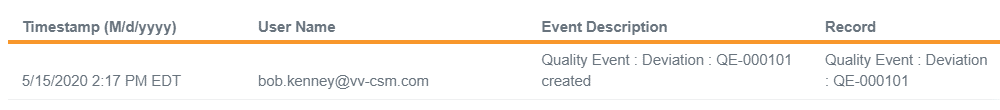 Timestamp (M/d/yyyy) User Name Event Description Record
Quality Event : Deviation : QE-000101 Quality Event : Deviation
5/15/2020 2:17 PM EDT bob.kenney@vv-csm.com created : QE-000101